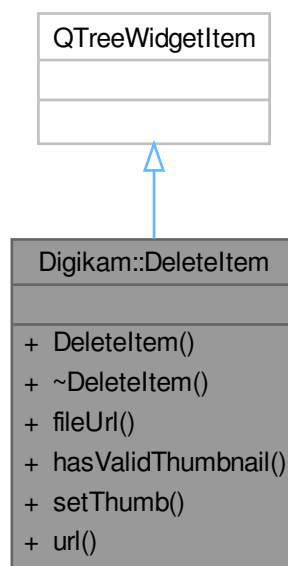 QTreeWidgetItem
Digikam::DeleteItem
+ DeleteItem()
+ ~DeleteItem()
+ fileUrl()
+ hasValidThumbnail()
+ setThumb()
+ url()